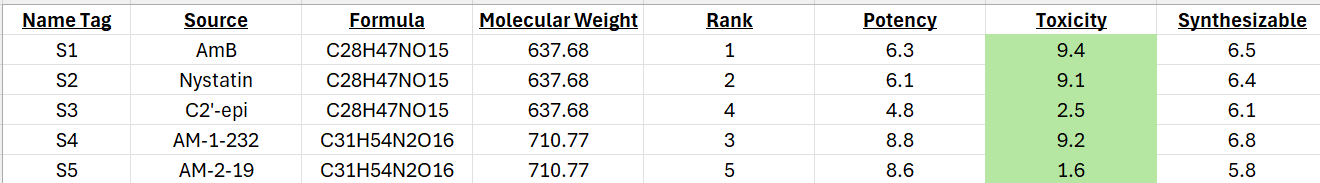 Name Tag Source Formula Molecular Weight Rank Potency Toxicity Synthesizable
S1 AmB C28H47NO15 637.68 1 6.3 9.4 6.5
S2 Nystatin C28H47NO15 637.68 2 6.1 9.1 6.4
S3 C2'-epi C28H47NO15 637.68 4 4.8 2.5 6.1
S4 AM-1-232 C31H54N2O16 710.77 3 8.8 9.2 6.8
S5 AM-2-19 C31H54N2O16 710.77 5 8.6 1.6 5.8